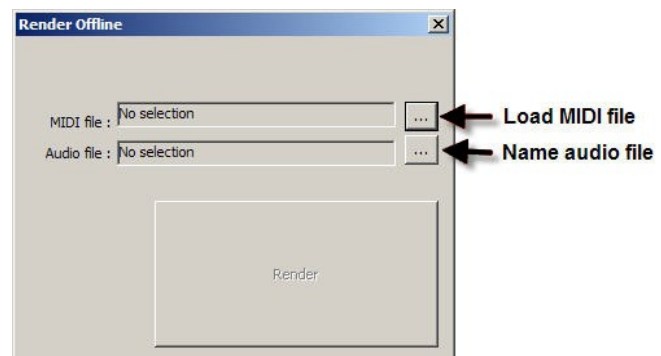 Render Offline
MIDI file : No selection ... Load MIDI file
Audio file : No selection ... Name audio file
Render